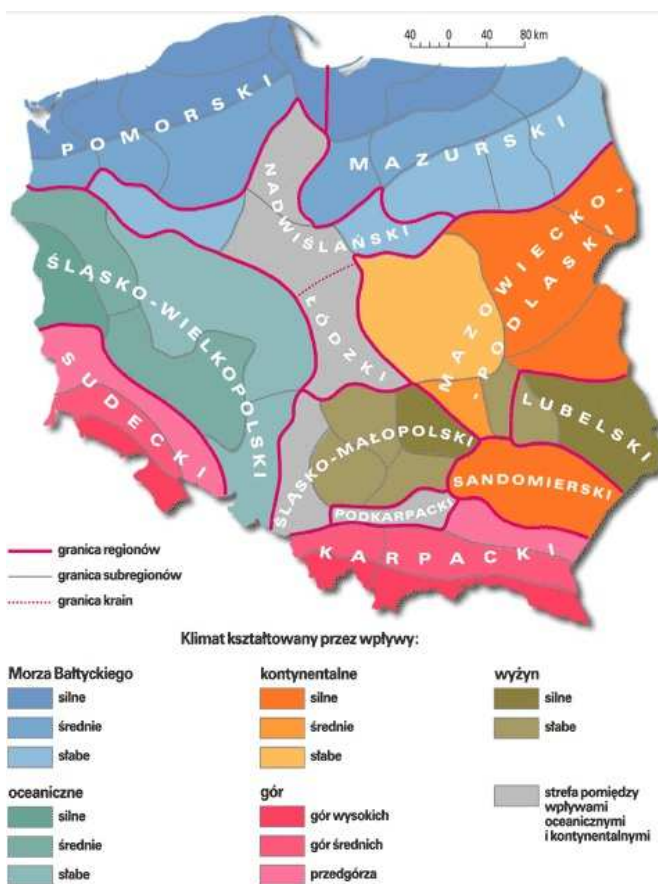 40 0 40 80 km
POMORSKI
MAZURSKI
NADWIŚLAŃSKI
MAZOWIECKO-
-PODLASKI
ŚLĄSKO-WIELKOPOLSKI
ŁÓDZKI
SUDECKI
LUBELSKI
ŚLĄSKO-MAŁOPOLSKI
SANDOMIERSKI
PODKARPACKI
KARPACKI
granica regionów
granica subregionów
granica krain
Klimat kształtowany przez wpływy:
Morza Bałtyckiego
silne
średnie
słabe
kontynentalne
silne
średnie
słabe
wyżyn
silne
słabe
oceaniczne
silne
średnie
słabe
gór
gór wysokich
gór średnich
przedgórza
strefa pomiędzy
wpływami
oceanicznymi
i kontynentalnymi